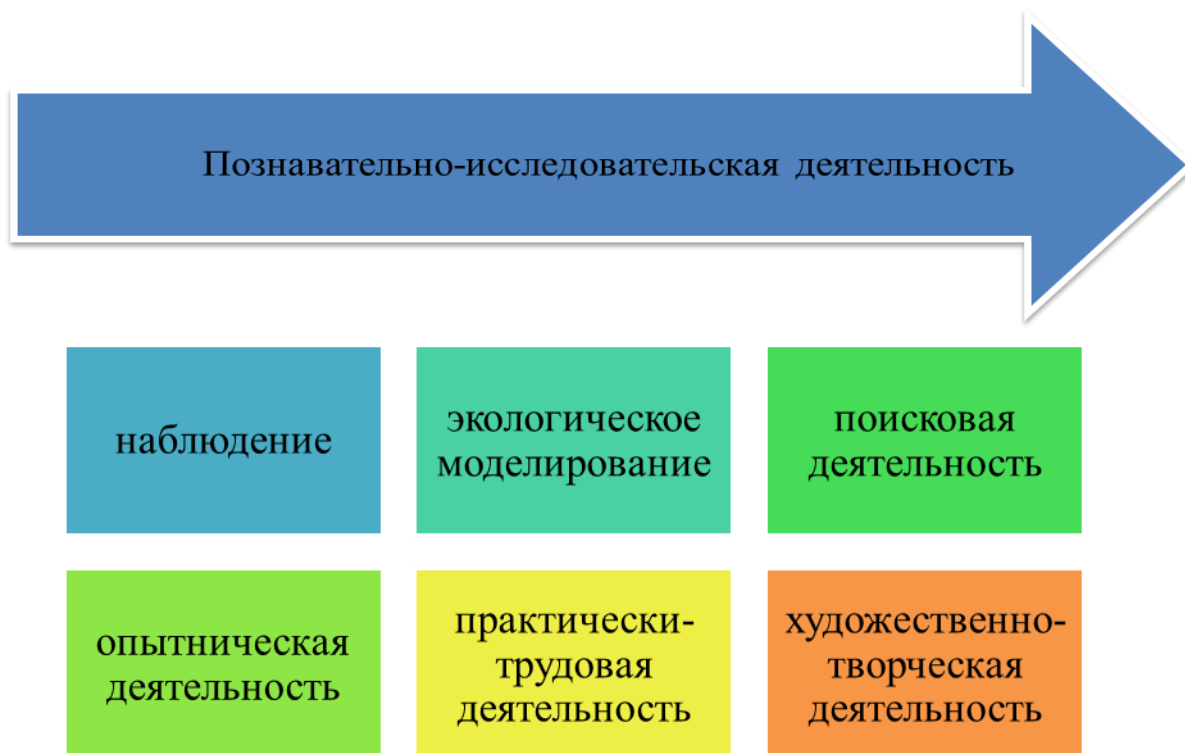 Познавательно-исследовательская деятельность
наблюдение
экологическое
моделирование
поисковая
деятельность
опытническая
деятельность
практически-
трудовая
деятельность
художественно-
творческая
деятельность